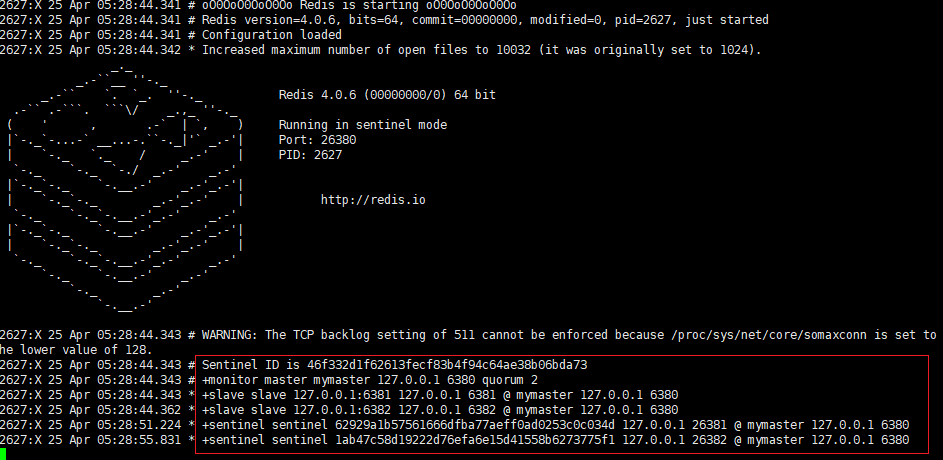 2627:X 25 Apr 05:28:44.341 # oO0OoO0OoO0Oo Redis is starting oO0OoO0OoO0Oo
2627:X 25 Apr 05:28:44.341 # Redis version=4.0.6, bits=64, commit=00000000, modified=0, pid=2627, just started
2627:X 25 Apr 05:28:44.341 # Configuration loaded
2627:X 25 Apr 05:28:44.342 * Increased maximum number of open files to 10032 (it was originally set to 1024).
Redis 4.0.6 (00000000/0) 64 bit
Running in sentinel mode
Port: 26380
PID: 2627
http://redis.io
2627:X 25 Apr 05:28:44.343 # WARNING: The TCP backlog setting of 511 cannot be enforced because /proc/sys/net/core/somaxconn is set to t
he lower value of 128.
2627:X 25 Apr 05:28:44.343 # Sentinel ID is 46f332d1f62613fecf83b4f94c64ae38b06bda73
2627:X 25 Apr 05:28:44.343 # +monitor master mymaster 127.0.0.1 6380 quorum 2
2627:X 25 Apr 05:28:44.343 * +slave slave 127.0.0.1:6381 127.0.0.1 6381 @ mymaster 127.0.0.1 6380
2627:X 25 Apr 05:28:44.362 * +slave slave 127.0.0.1:6382 127.0.0.1 6382 @ mymaster 127.0.0.1 6380
2627:X 25 Apr 05:28:51.224 * +sentinel sentinel 62929a1b57561666dfba77aeff0ad0253c0c034d 127.0.0.1 26381 @ mymaster 127.0.0.1 6380
2627:X 25 Apr 05:28:55.831 * +sentinel sentinel 1ab47c58d19222d76efa6e15d41558b6273775f1 127.0.0.1 26382 @ mymaster 127.0.0.1 6380